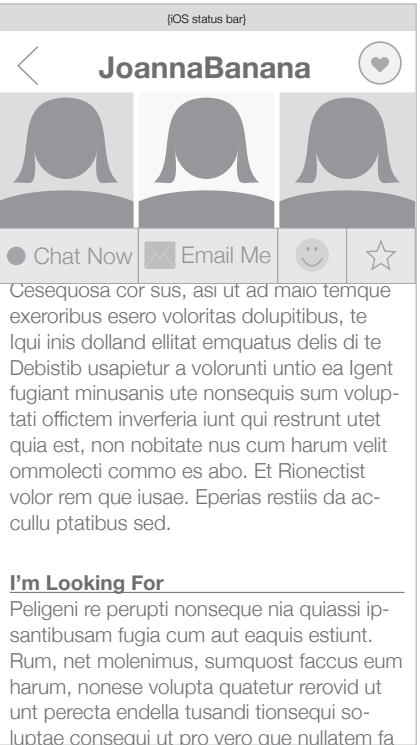 {iOS status bar}
JoannaBanana
Chat Now
Email Me
Cesequosa cor sus, asi ut ad maio temque
exeroribus esero voloritas dolupitibus, te
Iqui inis dolland ellitat emquatus delis di te
Debistib usapietur a volorunti untio ea Igent
fugiant minusanis ute nonsequis sum volup-
tati offictem inverferia iunt qui restrunt utet
quia est, non nobitate nus cum harum velit
ommolecti commo es abo. Et Rionectist
volor rem que iusae. Eperias restiis da ac-
cullu ptatibus sed.
I'm Looking For
Peligeni re perupti nonseque nia quiassi ip-
santibusam fugia cum aut eaquis estiunt.
Rum, net molenimus, sumquost faccus eum
harum, nonese volupta quatetur rerovid ut
unt perecta endella tusandi tionsequi so-
luptae consequi ut pro vero que nullatem fa